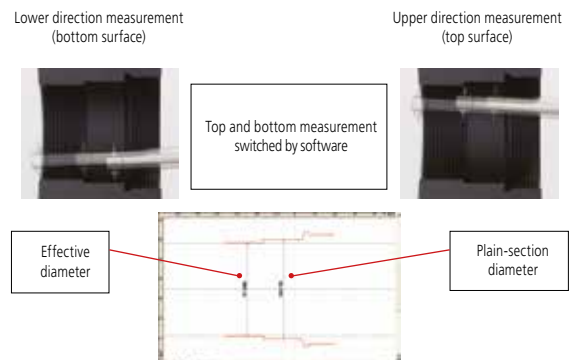 Lower direction measurement
(bottom surface)
Upper direction measurement
(top surface)
Top and bottom measurement
switched by software
Effective
diameter
Plain-section
diameter